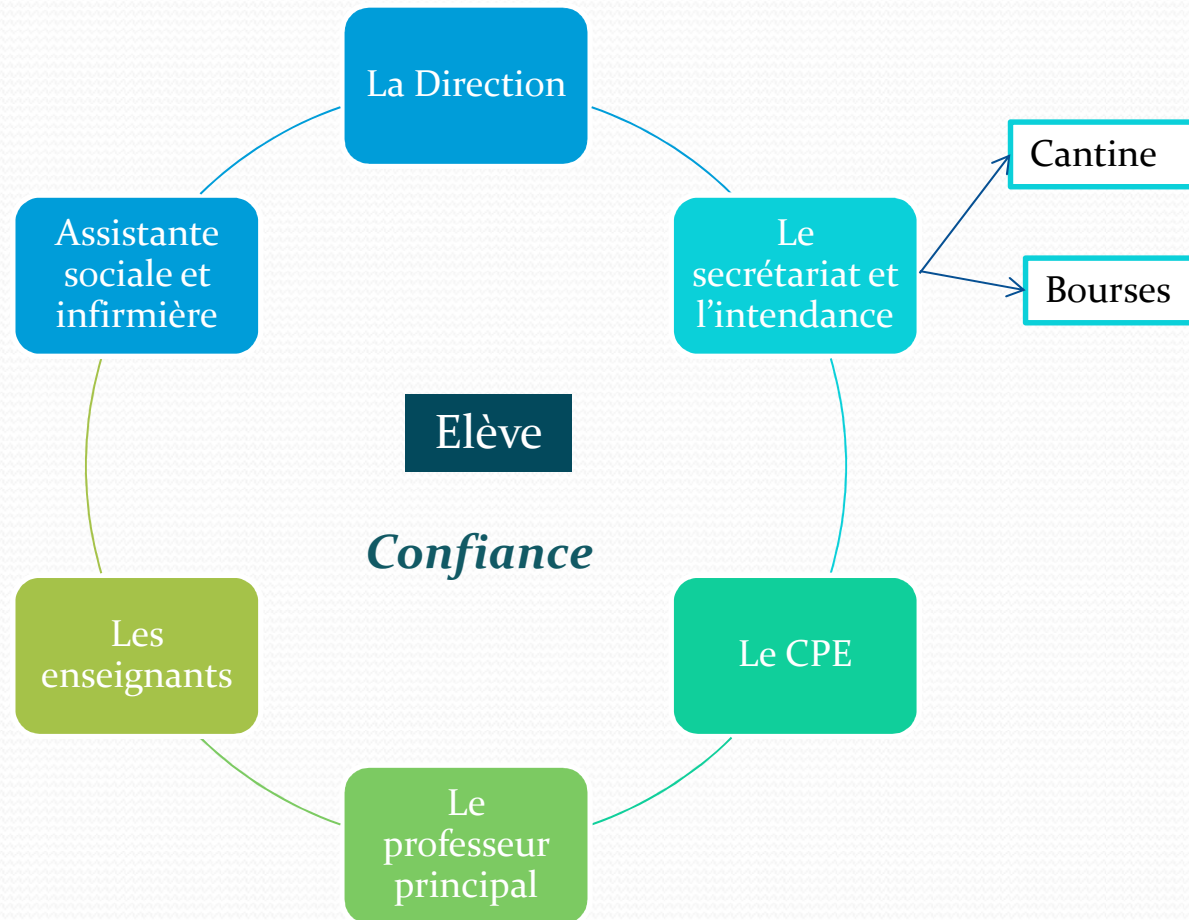 La Direction
Cantine
Assistante
sociale et
infirmière
Le
secrétariat et
l’intendance
Bourses
Elève
Confiance
Les
enseignants
Le CPE
Le
professeur
principal